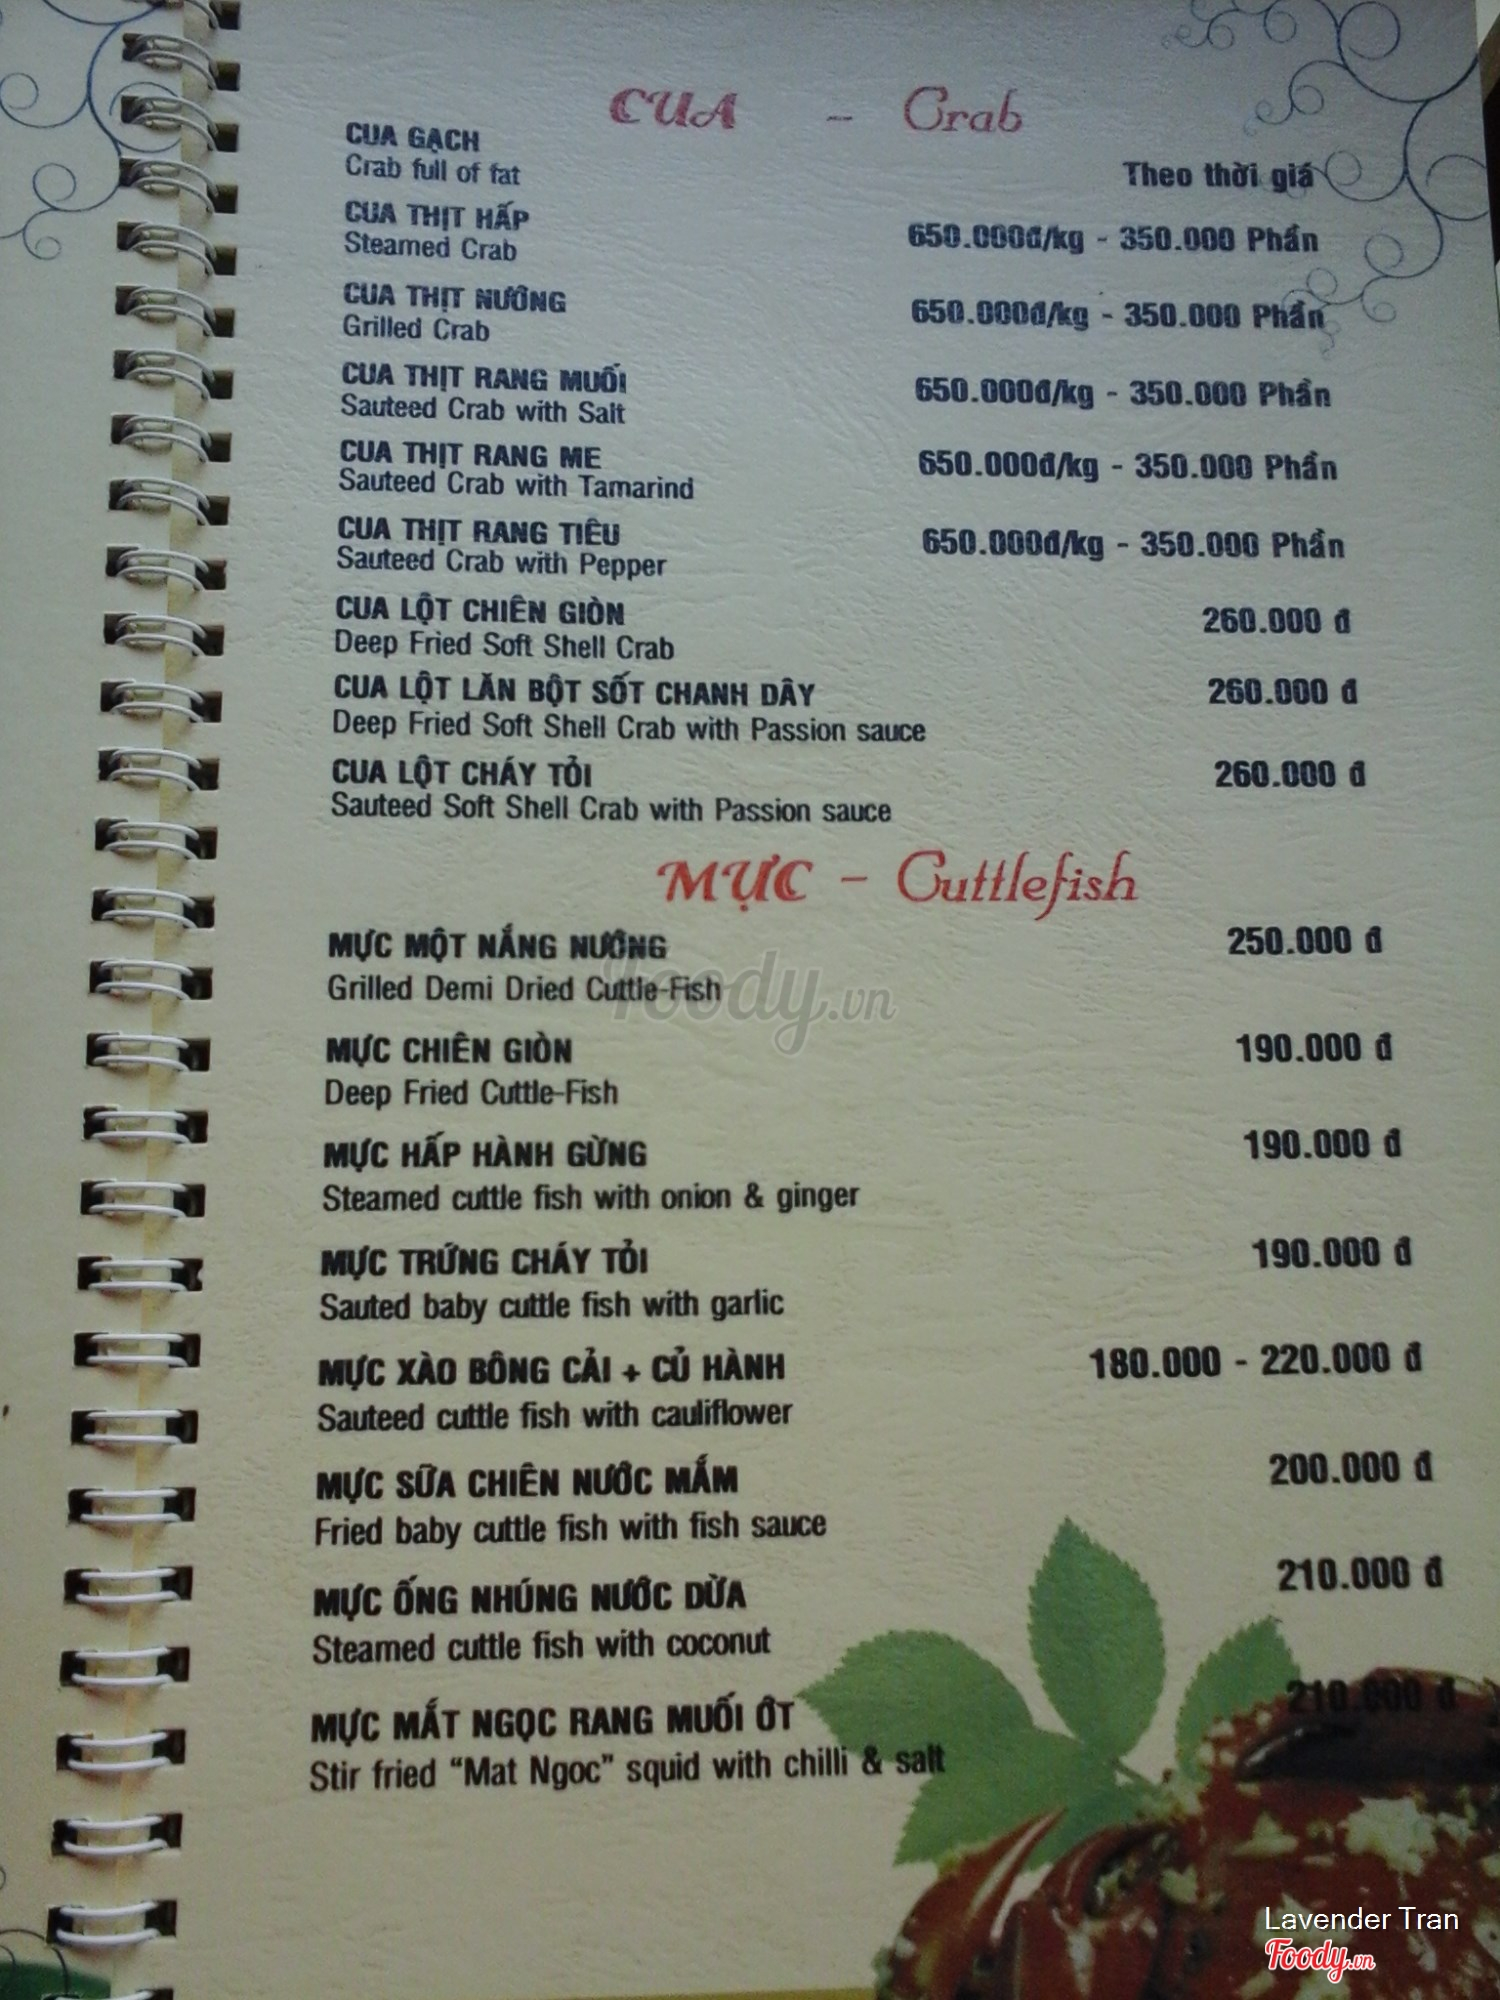 CUA - Crab
CUA GẠCH
Crab full of fat
Theo thời giá
CUA THỊT HẤP
Steamed Crab
650.000đ/kg - 350.000 Phần
CUA THỊT NƯỚNG
Grilled Crab
650.000đ/kg - 350.000 Phần
CUA THỊT RANG MUỐI
Sauteed Crab with Salt
650.000đ/kg - 350.000 Phần
CUA THỊT RANG ME
Sauteed Crab with Tamarind
650.000đ/kg - 350.000 Phần
CUA THỊT RANG TIÊU
Sauteed Crab with Pepper
650.000đ/kg - 350.000 Phần
CUA LỘT CHIÊN GIÒN
Deep Fried Soft Shell Crab
260.000 đ
CUA LỘT LĂN BỘT SỐT CHANH DÂY
Deep Fried Soft Shell Crab with Passion sauce
260.000 đ
CUA LỘT CHÁY TỎI
Sauteed Soft Shell Crab with Passion sauce
260.000 đ
MỰC - Cuttlefish
MỰC MỘT NẮNG NƯỚNG
Grilled Demi Dried Cuttle-Fish
250.000 đ
MỰC CHIÊN GIÒN
Deep Fried Cuttle-Fish
190.000 đ
MỰC HẤP HÀNH GỪNG
Steamed cuttle fish with onion & ginger
190.000 đ
MỰC TRỨNG CHÁY TỎI
Sauted baby cuttle fish with garlic
190.000 đ
MỰC XÀO BÔNG CẢI + CỦ HÀNH
Sauteed cuttle fish with cauliflower
180.000 - 220.000 đ
MỰC SỮA CHIÊN NƯỚC MẮM
Fried baby cuttle fish with fish sauce
200.000 đ
MỰC ỐNG NHÚNG NƯỚC DỪA
Steamed cuttle fish with coconut
210.000 đ
MỰC MẮT NGỌC RANG MUỐI ỚT
Stir fried “Mat Ngoc” squid with chilli & salt
210.000 đ
Foody.vn
Lavender Tran
Foody.vn